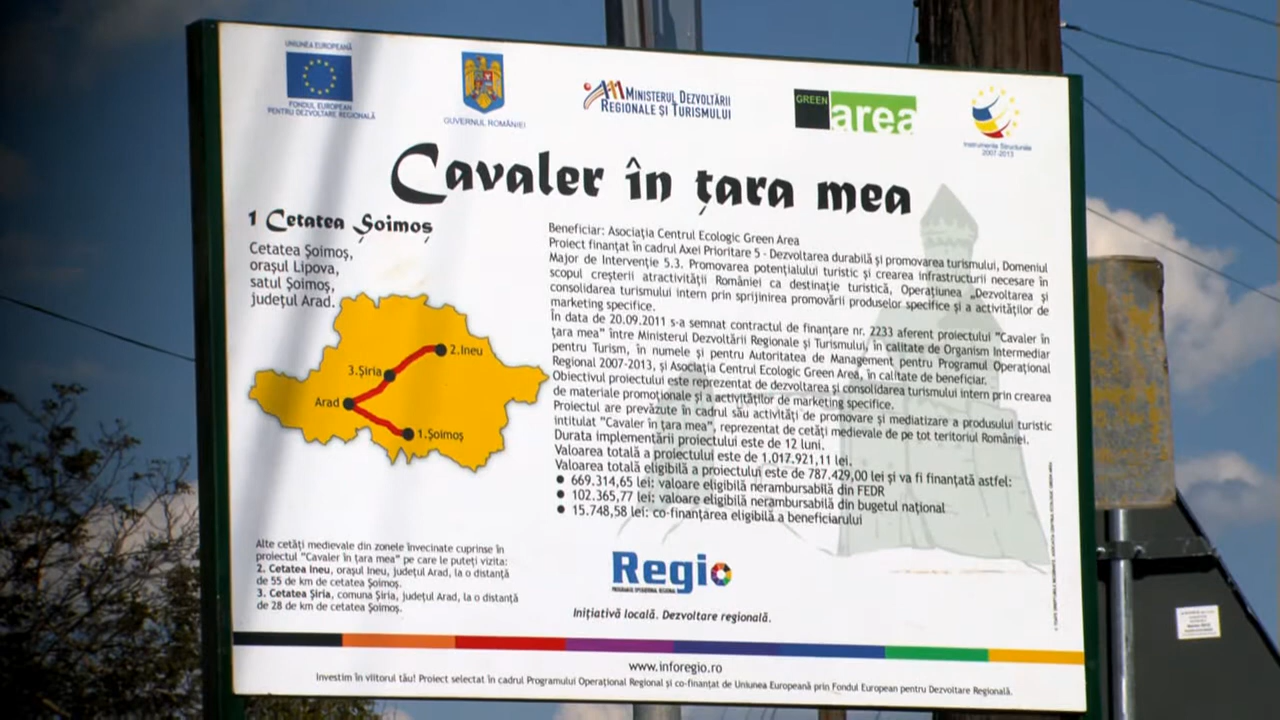 UNIUNEA EUROPEANĂ
FONDUL EUROPEAN
PENTRU DEZVOLTARE REGIONALĂ
GUVERNUL ROMÂNIEI
MINISTERUL DEZVOLTĂRII
REGIONALE ȘI TURISMULUI
GREEN
area
Instrumente Structurale
2007-2013
Cavaler în țara mea
1 Cetatea Șoimoș
Cetatea Șoimoș,
orașul Lipova,
satul Șoimoș,
județul Arad.
2.Ineu
3.Șiria
Arad
1.Șoimoș
Beneficiar: Asociația Centrul Ecologic Green Area
Proiect finanțat în cadrul Axei Prioritare 5 - Dezvoltarea durabilă și promovarea turismului, Domeniul
Major de Intervenție 5.3. Promovarea potențialului turistic și crearea infrastructurii necesare în
scopul creșterii atractivității României ca destinație turistică, Operațiunea „Dezvoltarea și
consolidarea turismului intern prin sprijinirea promovării produselor specifice și a activităților de
marketing specifice.
În data de 20.09.2011 s-a semnat contractul de finanțare nr. 2233 aferent proiectului "Cavaler în
țara mea" între Ministerul Dezvoltării Regionale și Turismului, în calitate de Organism Intermediar
pentru Turism, în numele și pentru Autoritatea de Management pentru Programul Operațional
Regional 2007-2013, și Asociația Centrul Ecologic Green Area, în calitate de beneficiar.
Obiectivul proiectului este reprezentat de dezvoltarea și consolidarea turismului intern prin crearea
de materiale promoționale și a activităților de marketing specifice.
Proiectul are prevăzute în cadrul său activități de promovare și mediatizare a produsului turistic
intitulat "Cavaler în țara mea", reprezentat de cetăți medievale de pe tot teritoriul României.
Durata implementării proiectului este de 12 luni.
Valoarea totală a proiectului este de 1.017.921,11 lei.
Valoarea totală eligibilă a proiectului este de 787.429,00 lei și va fi finanțată astfel:
● 669.314,65 lei: valoare eligibilă nerambursabilă din FEDR
● 102.365,77 lei: valoare eligibilă nerambursabilă din bugetul național
● 15.748,58 lei: co-finanțarea eligibilă a beneficiarului
Alte cetăți medievale din zonele învecinate cuprinse în
proiectul "Cavaler în țara mea" pe care le puteți vizita:
2. Cetatea Ineu, orașul Ineu, județul Arad, la o distanță
de 55 de km de cetatea Șoimoș.
3. Cetatea Șiria, comuna Șiria, județul Arad, la o distanță
de 28 de km de cetatea Șoimoș.
Regio
PROGRAMUL OPERAȚIONAL REGIONAL
Inițiativă locală. Dezvoltare regională.
www.inforegio.ro
Investim în viitorul tău! Proiect selectat în cadrul Programului Operațional Regional și co-finanțat de Uniunea Europeană prin Fondul European pentru Dezvoltare Regională.